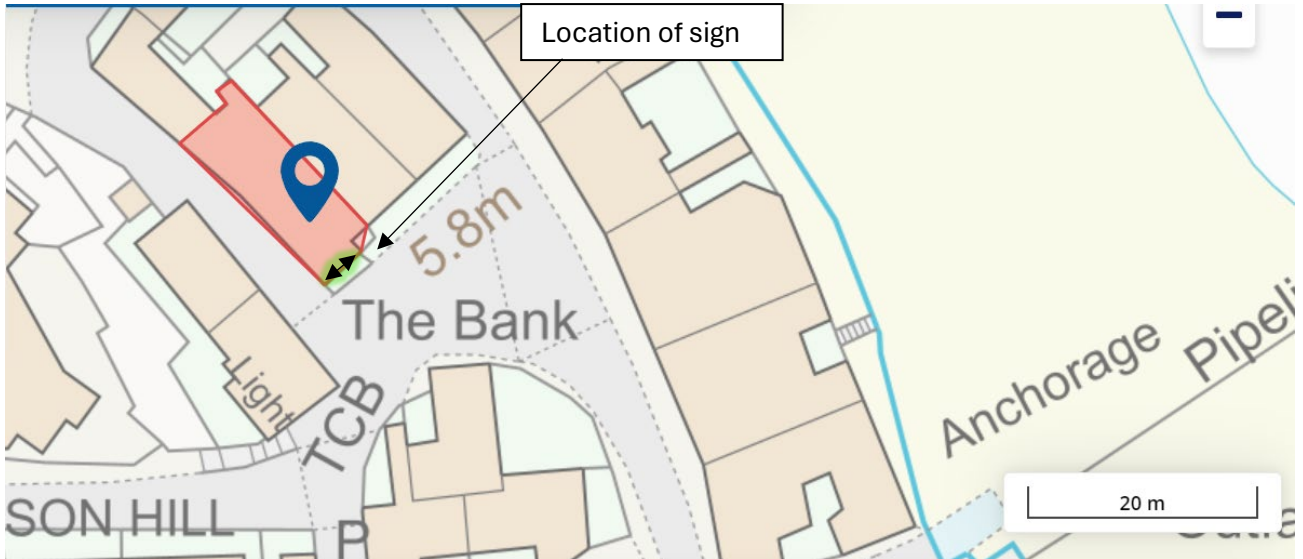 Location of sign
5.8m
The Bank
Light
TCB
SON HILL
P
Anchorage
Pipeli
20 m